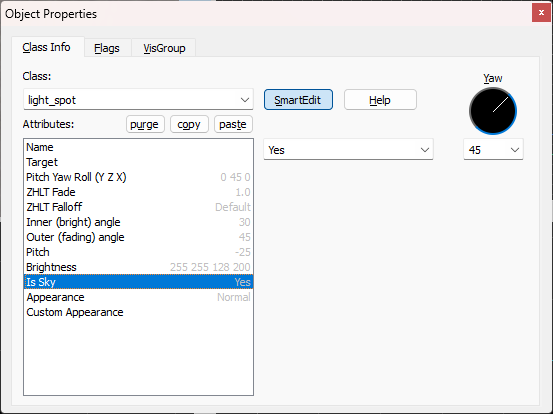 Object Properties
Class Info
Flags
VisGroup
Class:
light_spot
SmartEdit
Help
Yaw
Attributes:
purge
copy
paste
Yes
45
Name
Target
Pitch Yaw Roll (Y Z X) 0 45 0
ZHLT Fade 1.0
ZHLT Falloff Default
Inner (bright) angle 30
Outer (fading) angle 45
Pitch -25
Brightness 255 255 128 200
Is Sky Yes
Appearance Normal
Custom Appearance